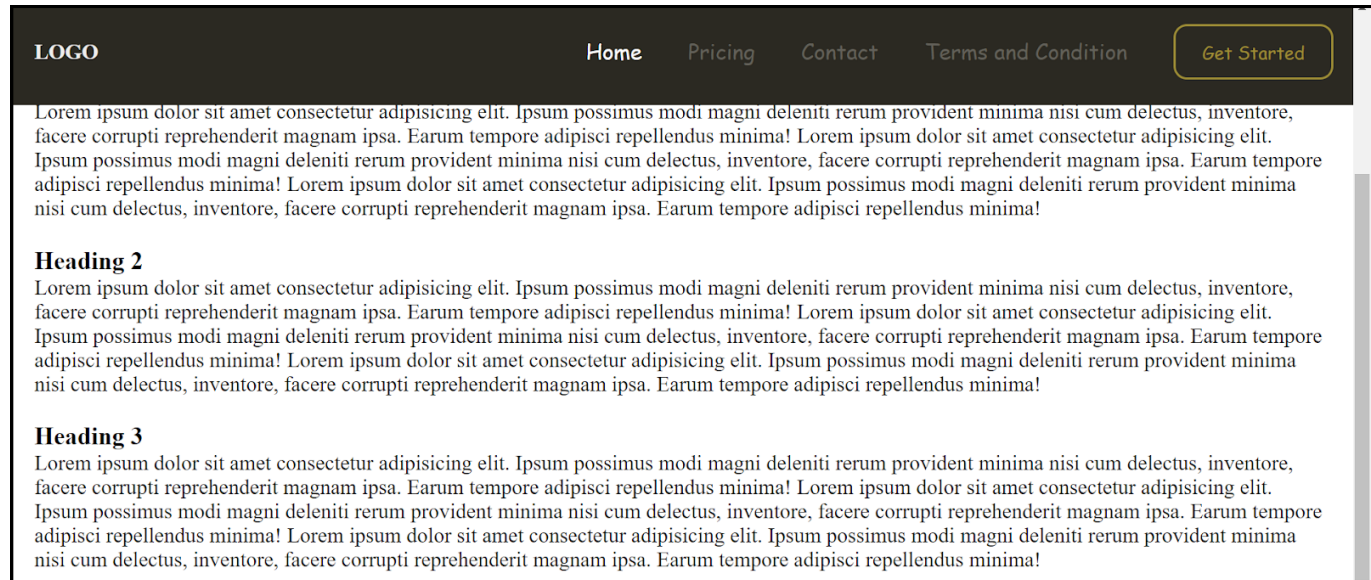 LOGO Home Pricing Contact Terms and Condition Get Started
Lorem ipsum dolor sit amet consectetur adipisicing elit. Ipsum possimus modi magni deleniti rerum provident minima nisi cum delectus, inventore,
facere corrupti reprehenderit magnam ipsa. Earum tempore adipisci repellendus minima! Lorem ipsum dolor sit amet consectetur adipisicing elit.
Ipsum possimus modi magni deleniti rerum provident minima nisi cum delectus, inventore, facere corrupti reprehenderit magnam ipsa. Earum tempore
adipisci repellendus minima! Lorem ipsum dolor sit amet consectetur adipisicing elit. Ipsum possimus modi magni deleniti rerum provident minima
nisi cum delectus, inventore, facere corrupti reprehenderit magnam ipsa. Earum tempore adipisci repellendus minima!
Heading 2
Lorem ipsum dolor sit amet consectetur adipisicing elit. Ipsum possimus modi magni deleniti rerum provident minima nisi cum delectus, inventore,
facere corrupti reprehenderit magnam ipsa. Earum tempore adipisci repellendus minima! Lorem ipsum dolor sit amet consectetur adipisicing elit.
Ipsum possimus modi magni deleniti rerum provident minima nisi cum delectus, inventore, facere corrupti reprehenderit magnam ipsa. Earum tempore
adipisci repellendus minima! Lorem ipsum dolor sit amet consectetur adipisicing elit. Ipsum possimus modi magni deleniti rerum provident minima
nisi cum delectus, inventore, facere corrupti reprehenderit magnam ipsa. Earum tempore adipisci repellendus minima!
Heading 3
Lorem ipsum dolor sit amet consectetur adipisicing elit. Ipsum possimus modi magni deleniti rerum provident minima nisi cum delectus, inventore,
facere corrupti reprehenderit magnam ipsa. Earum tempore adipisci repellendus minima! Lorem ipsum dolor sit amet consectetur adipisicing elit.
Ipsum possimus modi magni deleniti rerum provident minima nisi cum delectus, inventore, facere corrupti reprehenderit magnam ipsa. Earum tempore
adipisci repellendus minima! Lorem ipsum dolor sit amet consectetur adipisicing elit. Ipsum possimus modi magni deleniti rerum provident minima
nisi cum delectus, inventore, facere corrupti reprehenderit magnam ipsa. Earum tempore adipisci repellendus minima!